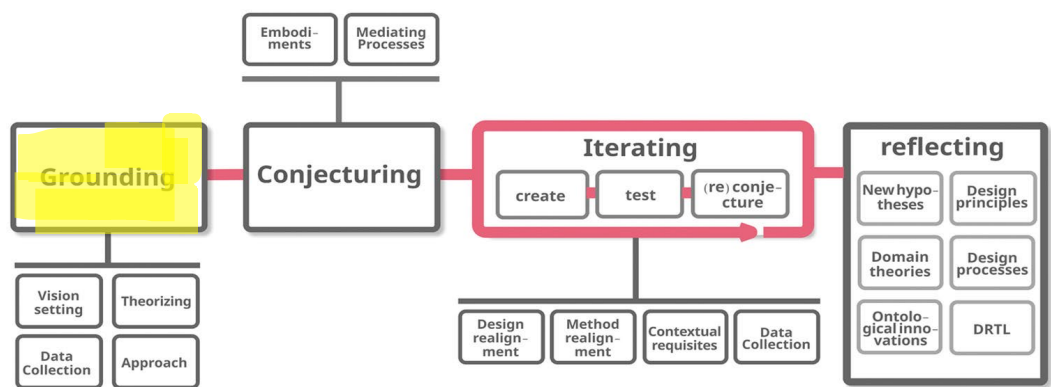 Embodi-
ments
Mediating
Processes
Grounding
Conjecturing
Iterating
create
test
(re) conje-
cture
reflecting
New hypo-
theses
Design
principles
Domain
theories
Design
processes
Ontolo-
gical inno-
vations
DRTL
Vision
setting
Theorizing
Data
Collection
Approach
Design
realign-
ment
Method
realign-
ment
Contextual
requisites
Data
Collection